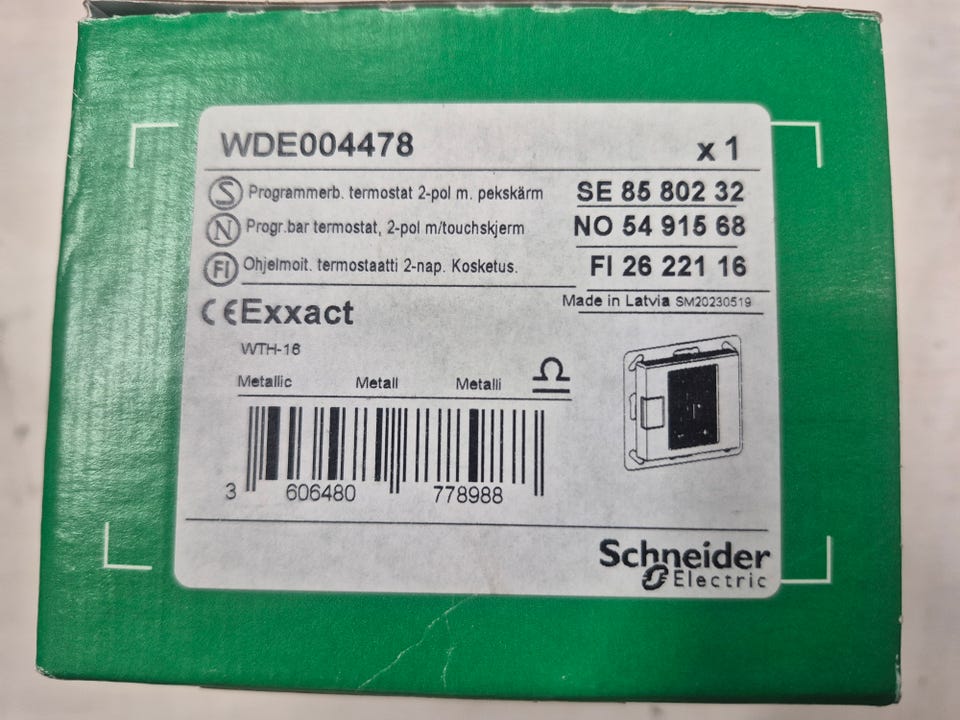 WDE004478 x 1
S Programmerb. termostat 2-pol m. pekskärm SE 85 802 32
N Progr.bar termostat, 2-pol m/touchskjerm NO 54 915 68
FI Ohjelmoit. termostaatti 2-nap. Kosketus. FI 26 221 16
Made in Latvia SM20230519
CE Exxact
WTH-16
Metallic Metall Metalli
3 606480 778988
Schneider
Electric